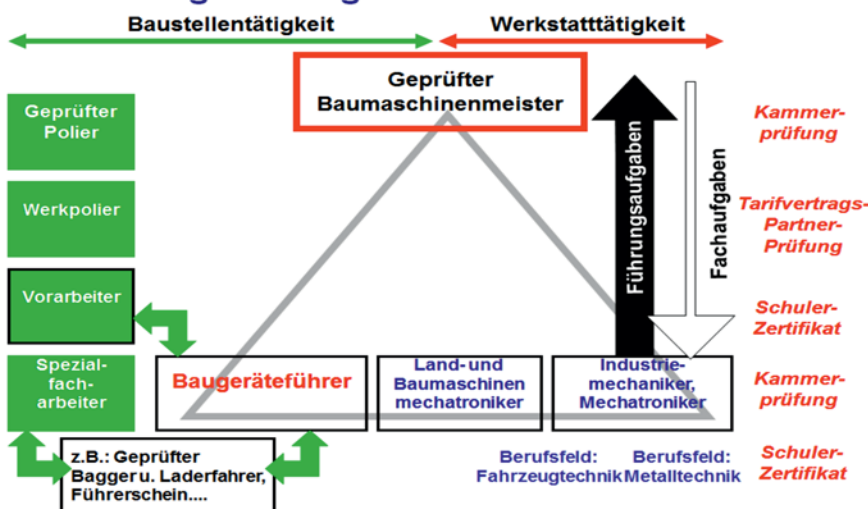 Baustellentätigkeit
Werkstatttätigkeit
Geprüfter
Baumaschinenmeister
Geprüfter
Polier
Werkpolier
Vorarbeiter
Spezial-
fach-
arbeiter
Baugeräteführer
Land- und
Baumaschinen
mechatroniker
Industrie-
mechaniker,
Mechatroniker
Führungsaufgaben
Fachaufgaben
z.B.: Geprüfter
Bagger u. Laderfahrer,
Führerschein....
Berufsfeld:
Fahrzeugtechnik
Berufsfeld:
Metalltechnik
Kammer-
prüfung
Tarifvertrags-
Partner-
Prüfung
Schuler-
Zertifikat
Kammer-
prüfung
Schuler-
Zertifikat